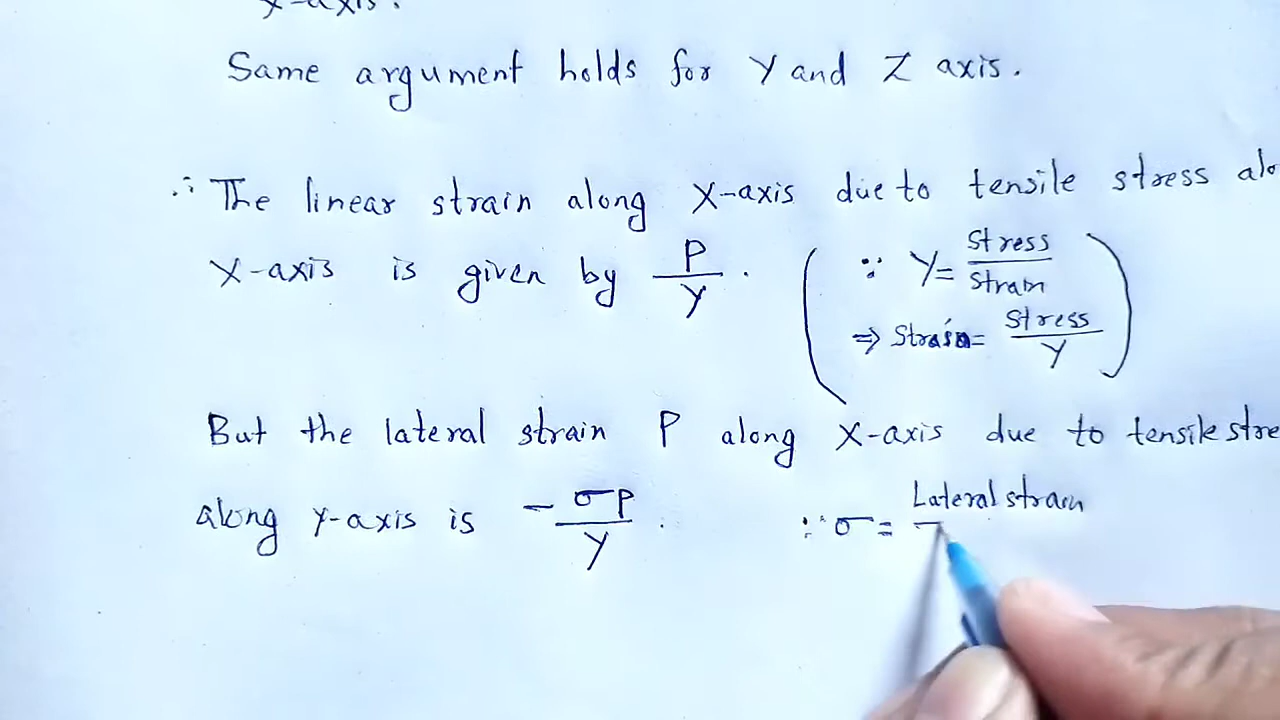 x-axis.
Same argument holds for Y and Z axis.
∴ The linear strain along X-axis due to tensile stress alo
X-axis is given by P/Y . ( ∵ Y = Stress/Strain
⇒ Strain = Stress/Y )
But the lateral strain P along X-axis due to tensile stre
along Y-axis is - σP/Y . ∵ σ = Lateral strain